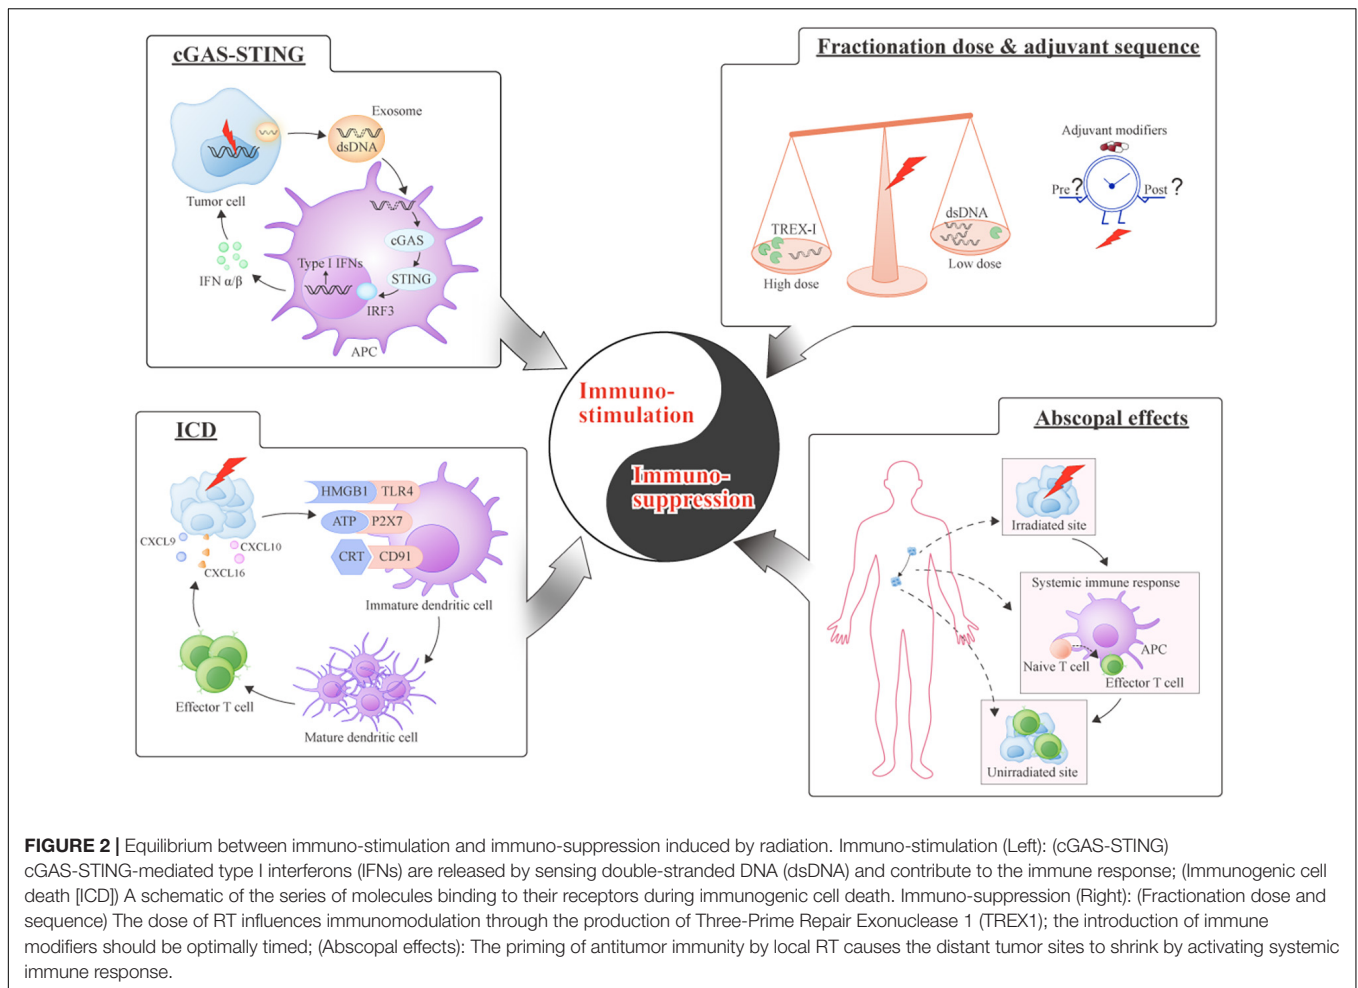 cGAS-STING
Exosome
dsDNA
Tumor cell
cGAS
Type I IFNs
STING
IFN α/β
IRF3
APC
Fractionation dose & adjuvant sequence
Adjuvant modifiers
Pre ?
Post ?
TREX-I
dsDNA
Low dose
High dose
Immuno-
stimulation
Immuno-
suppression
ICD
HMGB1 TLR4
ATP P2X7
CRT CD91
CXCL9
CXCL10
CXCL16
Immature dendritic cell
Effector T cell
Mature dendritic cell
Abscopal effects
Irradiated site
Systemic immune response
APC
Naive T cell
Effector T cell
Unirradiated site
FIGURE 2 | Equilibrium between immuno-stimulation and immuno-suppression induced by radiation. Immuno-stimulation (Left): (cGAS-STING)
cGAS-STING-mediated type I interferons (IFNs) are released by sensing double-stranded DNA (dsDNA) and contribute to the immune response; (Immunogenic cell
death [ICD]) A schematic of the series of molecules binding to their receptors during immunogenic cell death. Immuno-suppression (Right): (Fractionation dose and
sequence) The dose of RT influences immunomodulation through the production of Three-Prime Repair Exonuclease 1 (TREX1); the introduction of immune
modifiers should be optimally timed; (Abscopal effects): The priming of antitumor immunity by local RT causes the distant tumor sites to shrink by activating systemic
immune response.